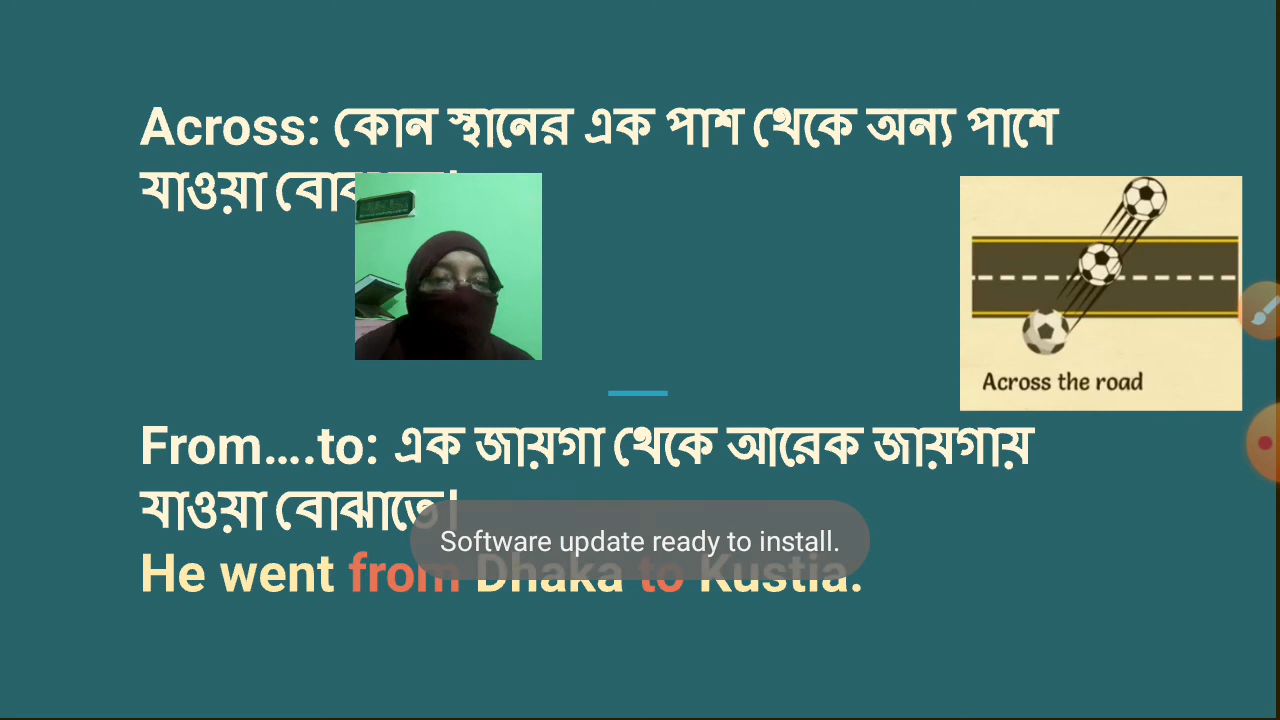 Across: কোন স্থানের এক পাশ থেকে অন্য পাশে
যাওয়া
Across the road
From....to: এক জায়গা থেকে আরেক জায়গায়
যাওয়া বোঝাতে।
Software update ready to install.
He went from Dhaka to Kustia.